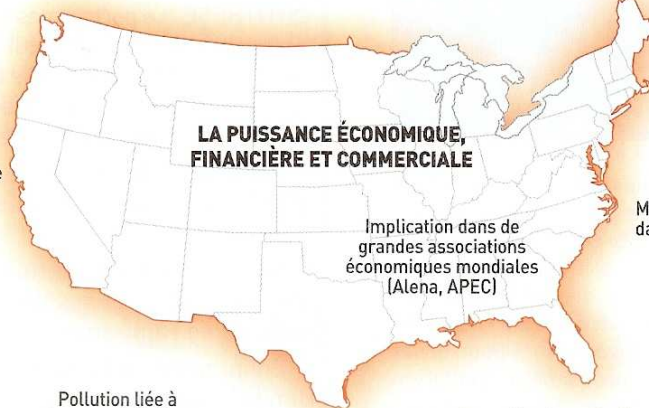 LA PUISSANCE ÉCONOMIQUE,
FINANCIÈRE ET COMMERCIALE
Implication dans de
grandes associations
économiques mondiales
(Alena, APEC)
Pollution liée à